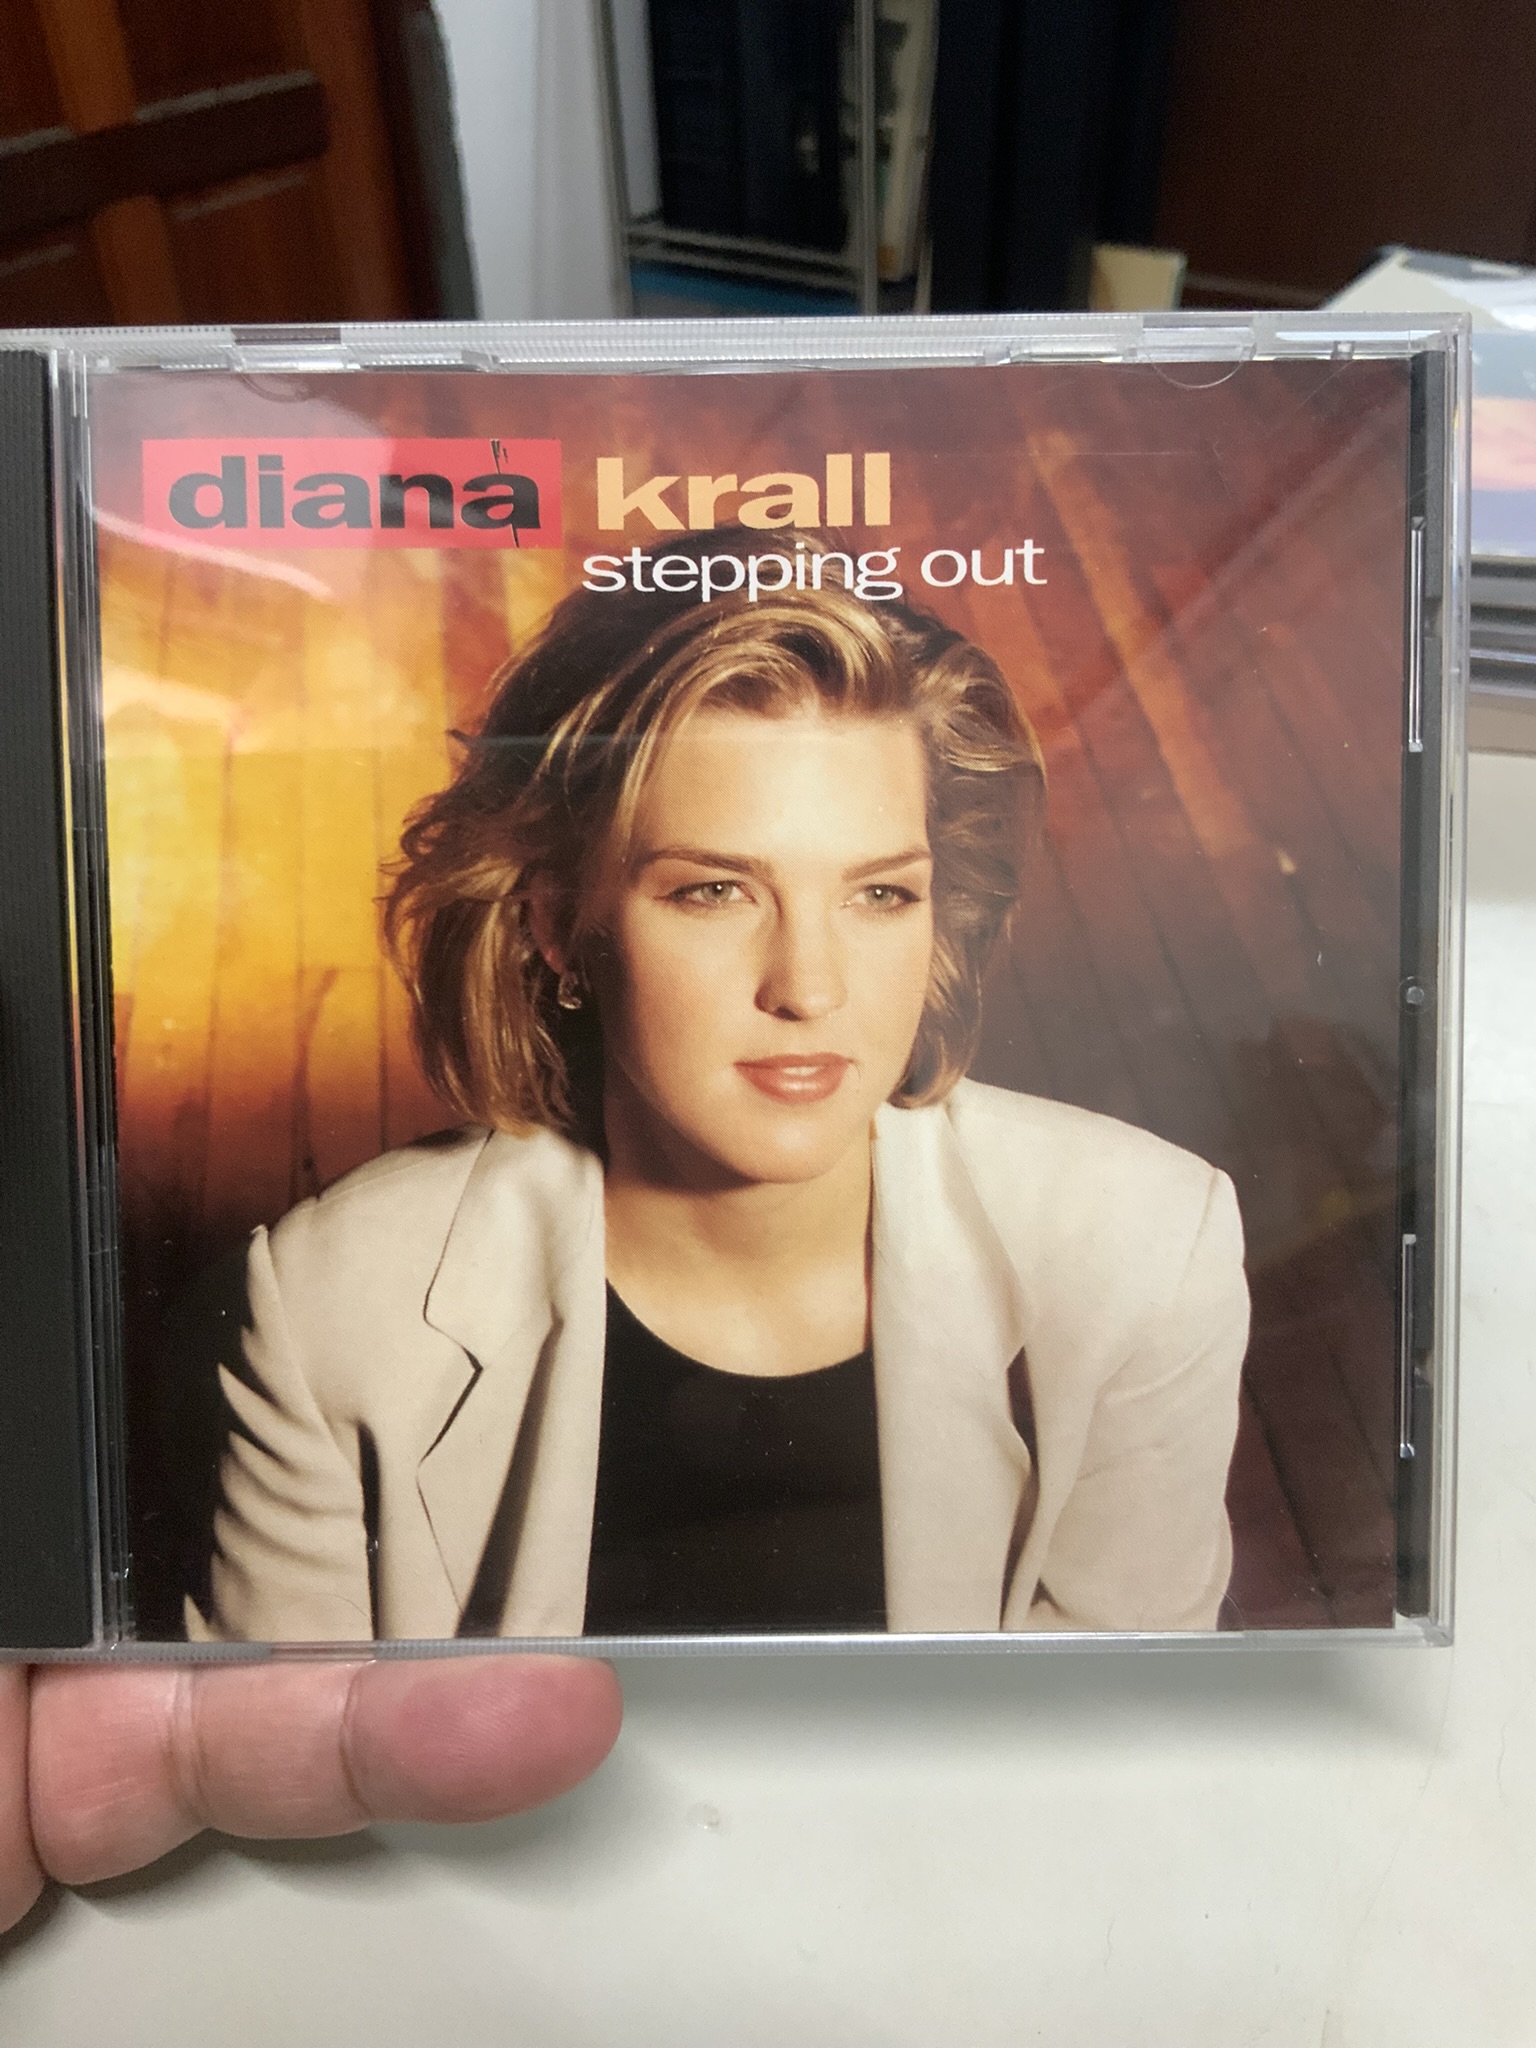 diana krall
stepping out